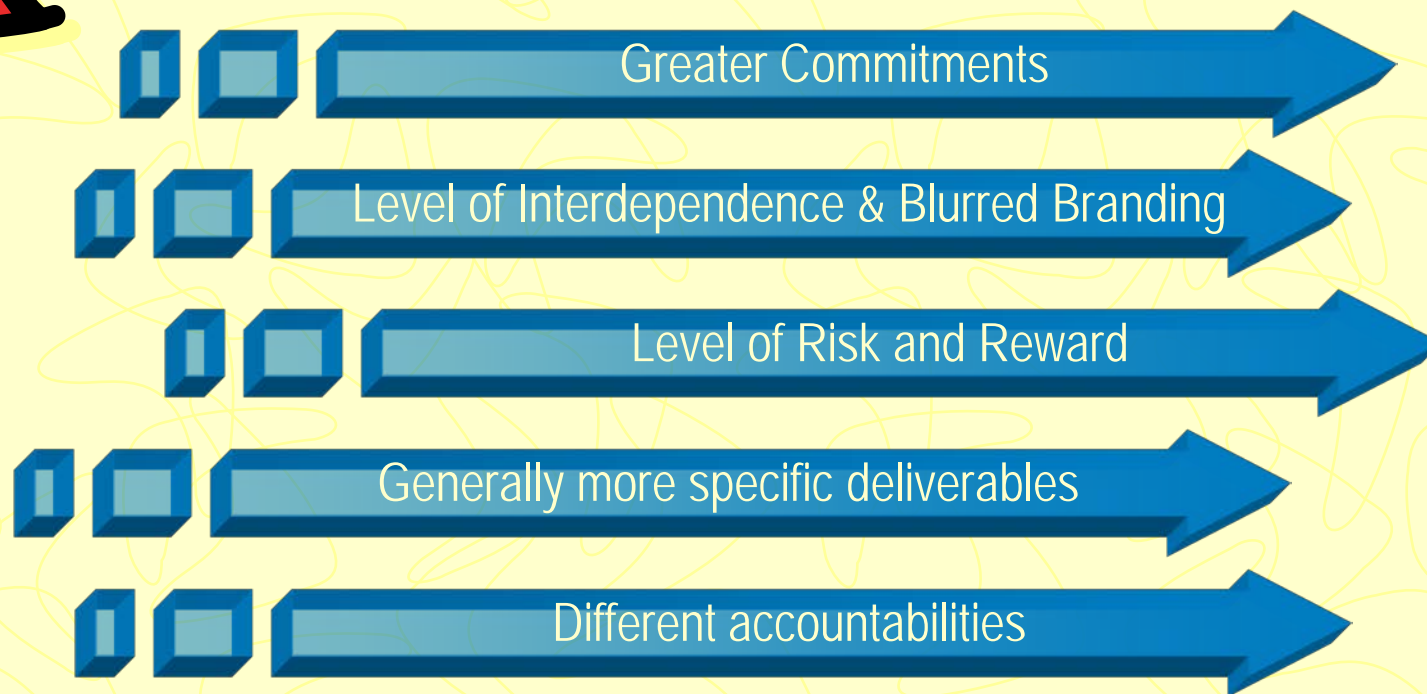 Greater Commitments
Level of Interdependence & Blurred Branding
Level of Risk and Reward
Generally more specific deliverables
Different accountabilities